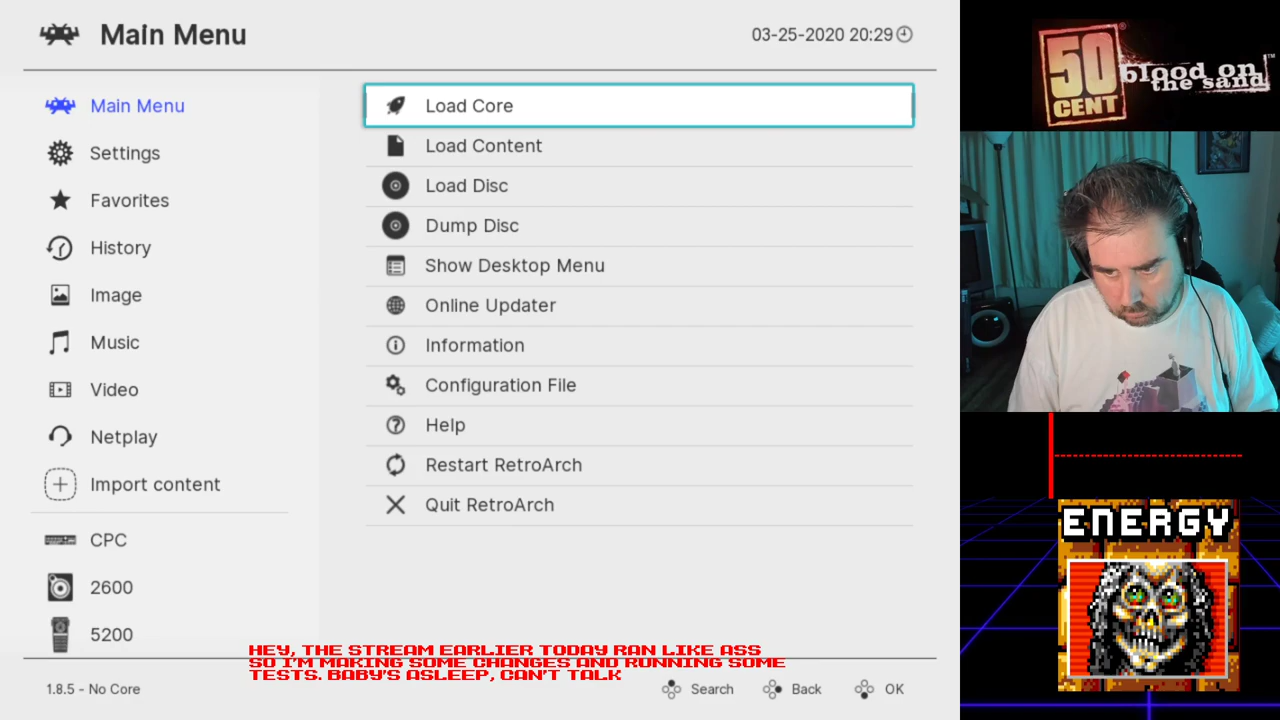 Main Menu
03-25-2020 20:29
Main Menu
Settings
Favorites
History
Image
Music
Video
Netplay
Import content
CPC
2600
5200
Load Core
Load Content
Load Disc
Dump Disc
Show Desktop Menu
Online Updater
Information
Configuration File
Help
Restart RetroArch
Quit RetroArch
HEY, THE STREAM EARLIER TODAY RAN LIKE ASS
SO I'M MAKING SOME CHANGES AND RUNNING SOME
TESTS. BABY'S ASLEEP, CAN'T TALK
1.8.5 - No Core
Search
Back
OK
50
CENT
blood on
the sand
ENERGY